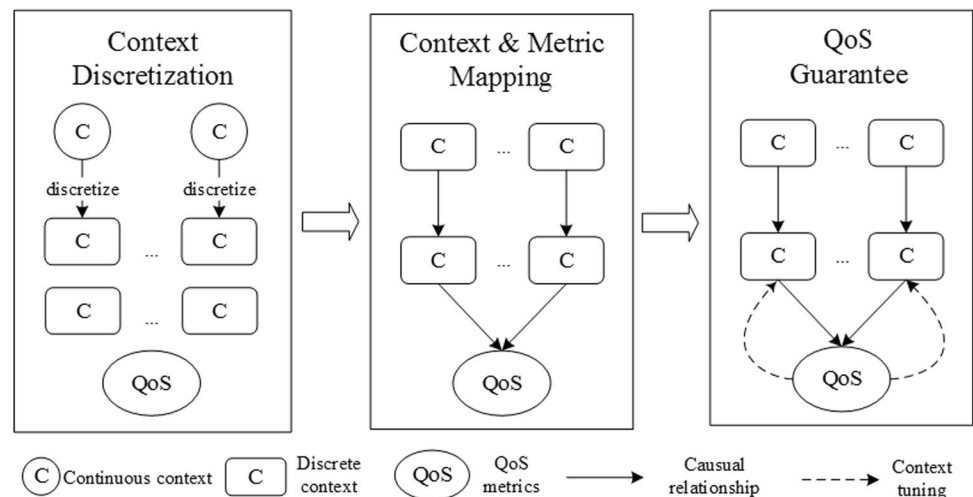 Context
Discretization
C C
discretize discretize
C ... C
C ... C
QoS
Context & Metric
Mapping
C ... C
C ... C
QoS
QoS
Guarantee
C ... C
C ... C
QoS
C Continuous context
C Discrete
context
QoS QoS
metrics
Causal
relationship
Context
tuning